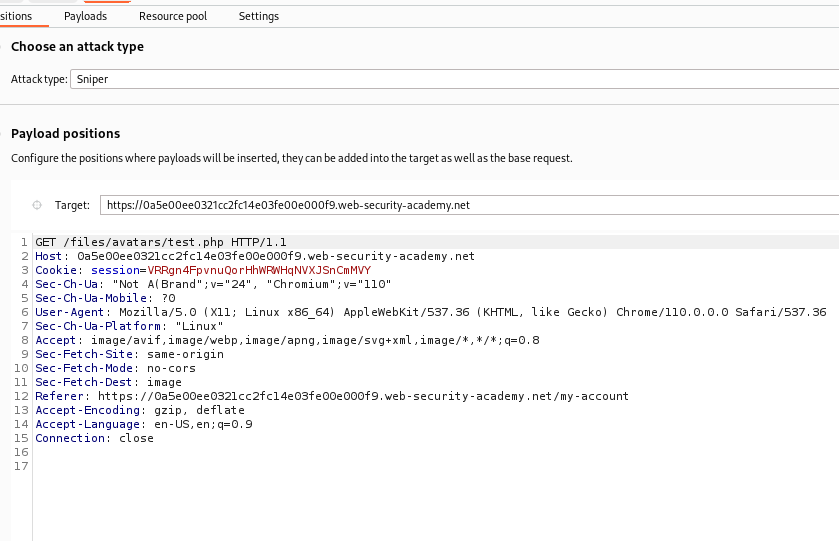 sitions Payloads Resource pool Settings
Choose an attack type
Attack type: Sniper
Payload positions
Configure the positions where payloads will be inserted, they can be added into the target as well as the base request.
Target: https://0a5e00ee0321cc2fc14e03fe00e000f9.web-security-academy.net
1 GET /files/avatars/test.php HTTP/1.1
2 Host: 0a5e00ee0321cc2fc14e03fe00e000f9.web-security-academy.net
3 Cookie: session=VRRgn4FpvnuQorHhWRWHqNVXJSnCmMVY
4 Sec-Ch-Ua: "Not A(Brand";v="24", "Chromium";v="110"
5 Sec-Ch-Ua-Mobile: ?0
6 User-Agent: Mozilla/5.0 (X11; Linux x86_64) AppleWebKit/537.36 (KHTML, like Gecko) Chrome/110.0.0.0 Safari/537.36
7 Sec-Ch-Ua-Platform: "Linux"
8 Accept: image/avif,image/webp,image/apng,image/svg+xml,image/*,*/*;q=0.8
9 Sec-Fetch-Site: same-origin
10 Sec-Fetch-Mode: no-cors
11 Sec-Fetch-Dest: image
12 Referer: https://0a5e00ee0321cc2fc14e03fe00e000f9.web-security-academy.net/my-account
13 Accept-Encoding: gzip, deflate
14 Accept-Language: en-US,en;q=0.9
15 Connection: close
16
17